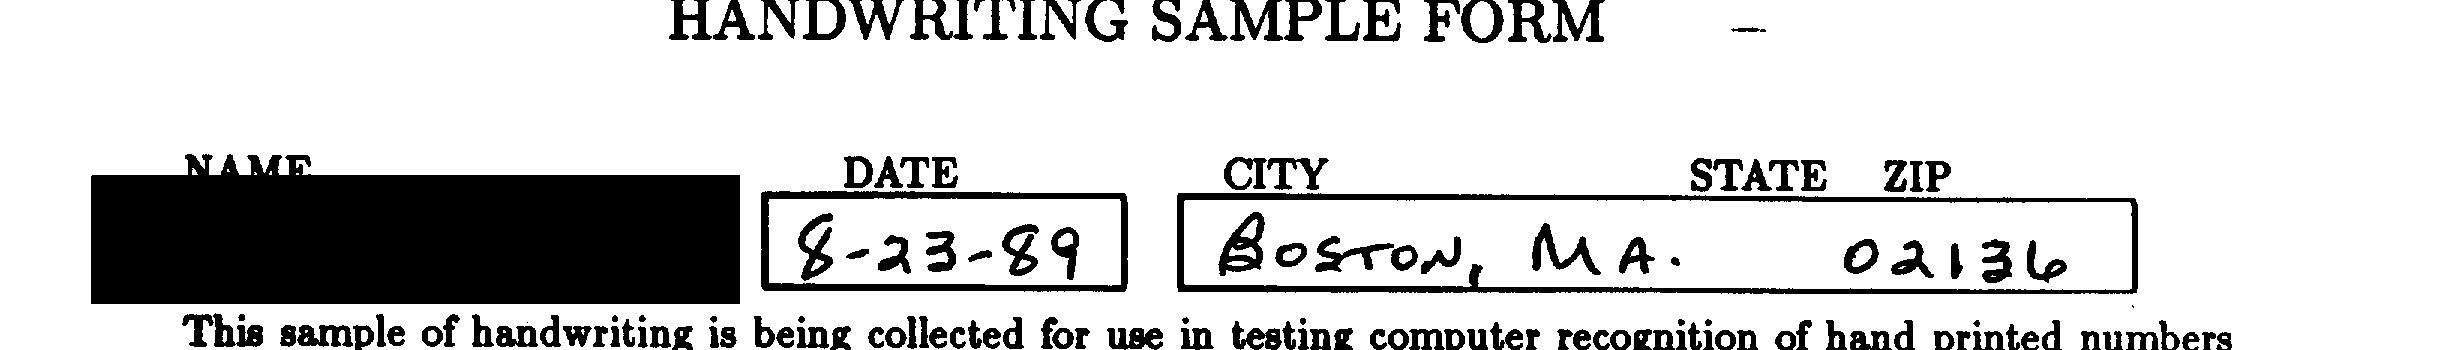 HANDWRITING SAMPLE FORM
NAME DATE CITY STATE ZIP
8-23-89 BOSTON, MA. 02136
This sample of handwriting is being collected for use in testing computer recognition of hand printed numbers